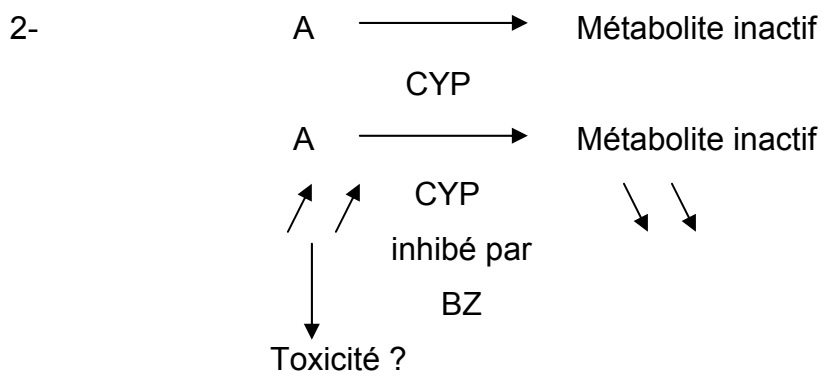 2- A Métabolite inactif
CYP
A Métabolite inactif
CYP
inhibé par
BZ
Toxicité ?